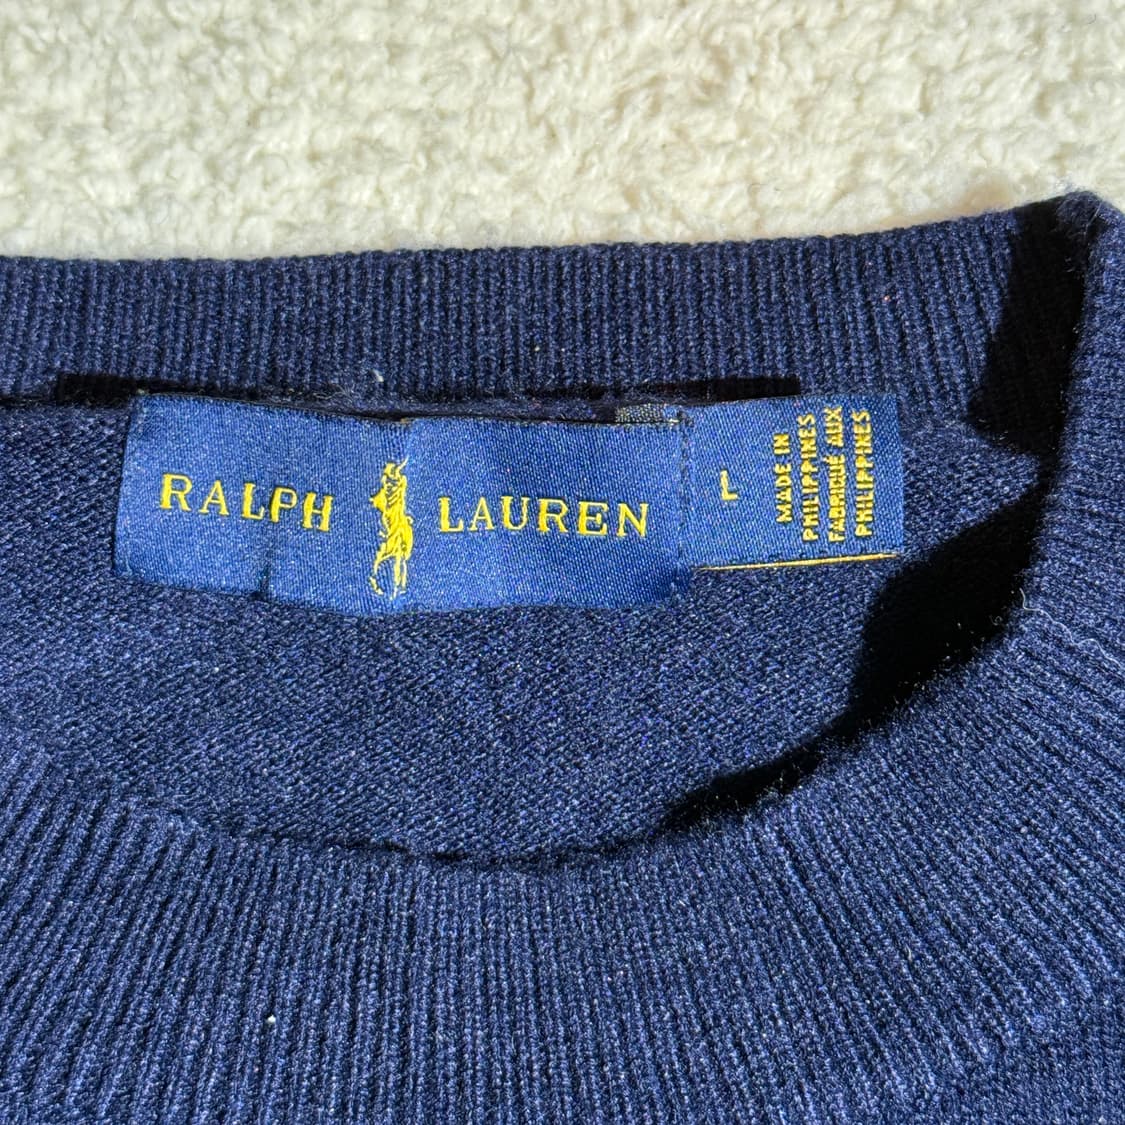 RALPH LAUREN
L
MADE IN
PHILIPPINES
FABRIQUÉ AUX
PHILIPPINES